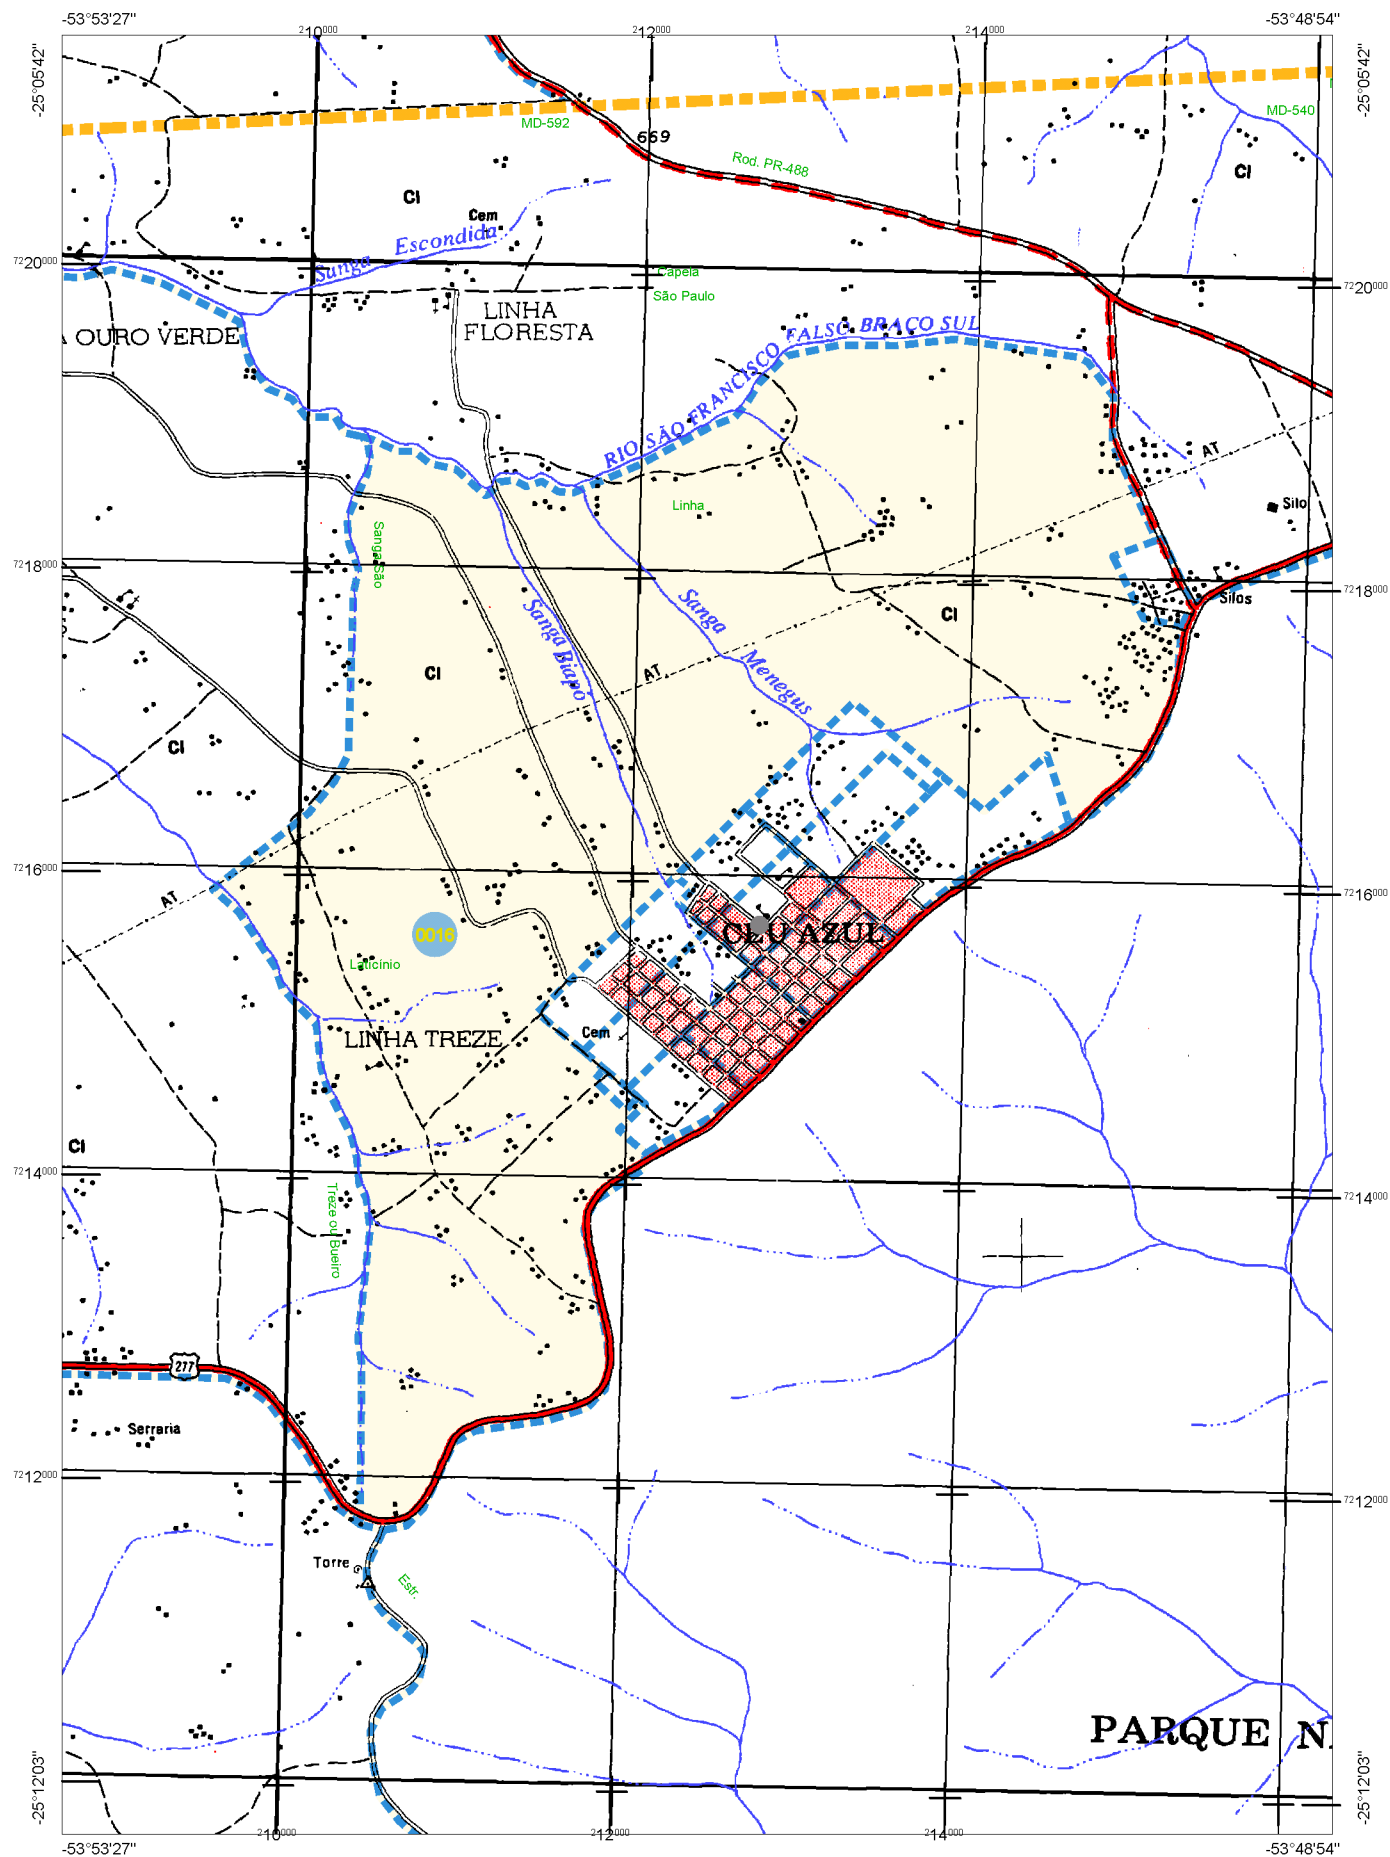 -53°53'27"
-53°48'54"
210000
212000
214000
-25°05'42"
-25°05'42"
MD-592
MD-540
669
Rod. PR-488
CI
CI
Cem
Sanga Escondida
7220000
7220000
Capela
São Paulo
LINHA
FLORESTA
OURO VERDE
RIO SÃO FRANCISCO FALSO BRAÇO SUL
AT
Linha
Silo
Sanga São
7218000
7218000
Silos
Sanga Biapó
Sanga Menegus
CI
AT
CI
CI
7216000
7216000
AT
0016
CÉU AZUL
Laticínio
LINHA TREZE
Cem
CI
7214000
7214000
Treze ou Bueiro
277
Serraria
7212000
7212000
Torre
Estr.
PARQUE N.
-25°12'03"
-25°12'03"
210000
212000
214000
-53°53'27"
-53°48'54"